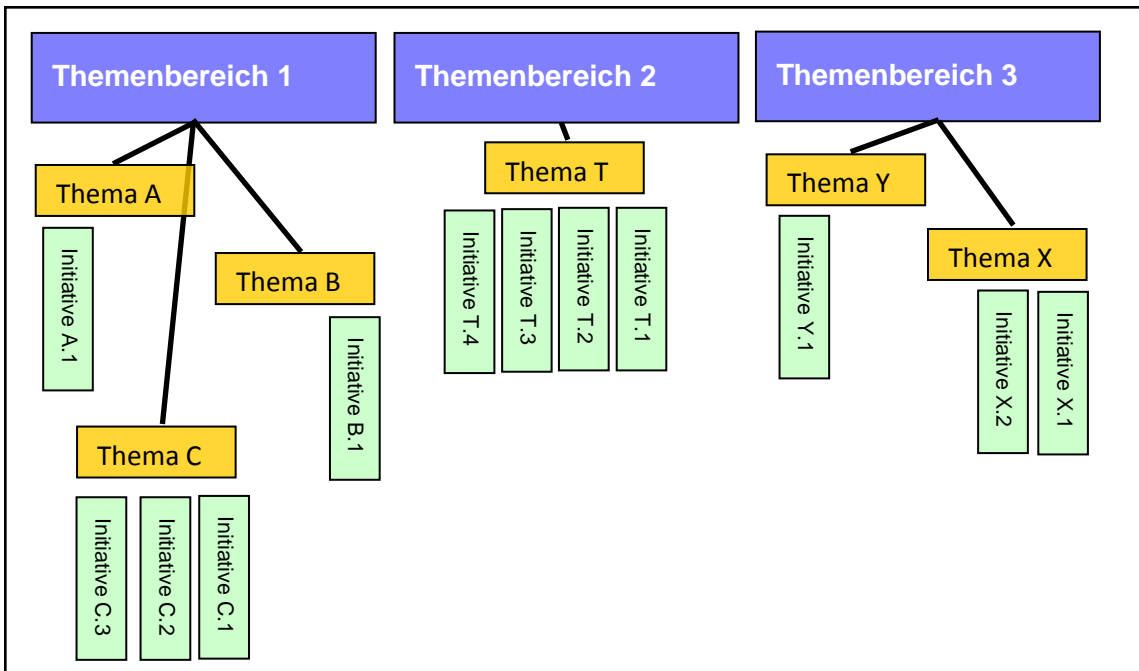 Themenbereich 1
Themenbereich 2
Themenbereich 3
Thema A
Thema T
Thema Y
Thema B
Thema X
Initiative A.1
Initiative T.4
Initiative T.3
Initiative T.2
Initiative T.1
Initiative Y.1
Initiative X.2
Initiative X.1
Initiative B.1
Thema C
Initiative C.3
Initiative C.2
Initiative C.1